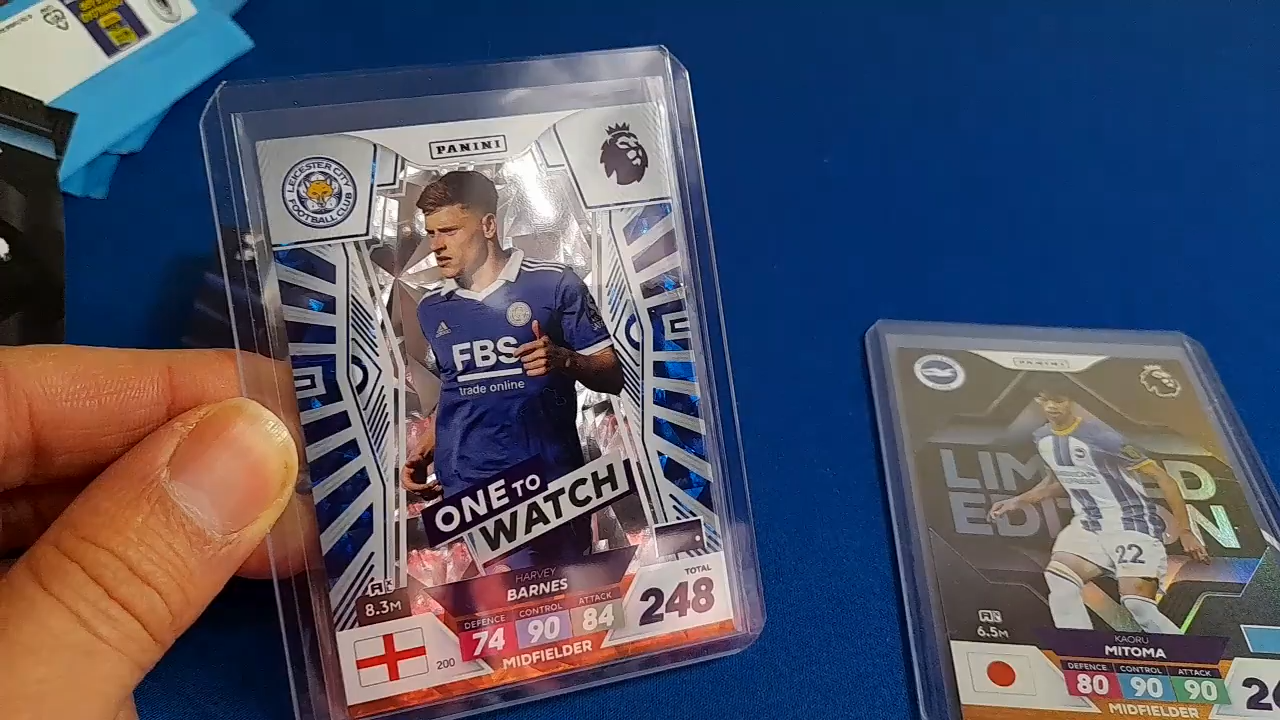 PANINI
LEICESTER CITY
FOOTBALL CLUB
FBS
trade online
ONE TO
WATCH
HARVEY
BARNES
8.3M
DEFENCE CONTROL ATTACK
74 90 84
TOTAL
248
200
MIDFIELDER
PANINI
LIMITED
EDITION
22
6.5M
KAORU
MITOMA
DEFENCE CONTROL ATTACK
80 90 90
MIDFIELDER